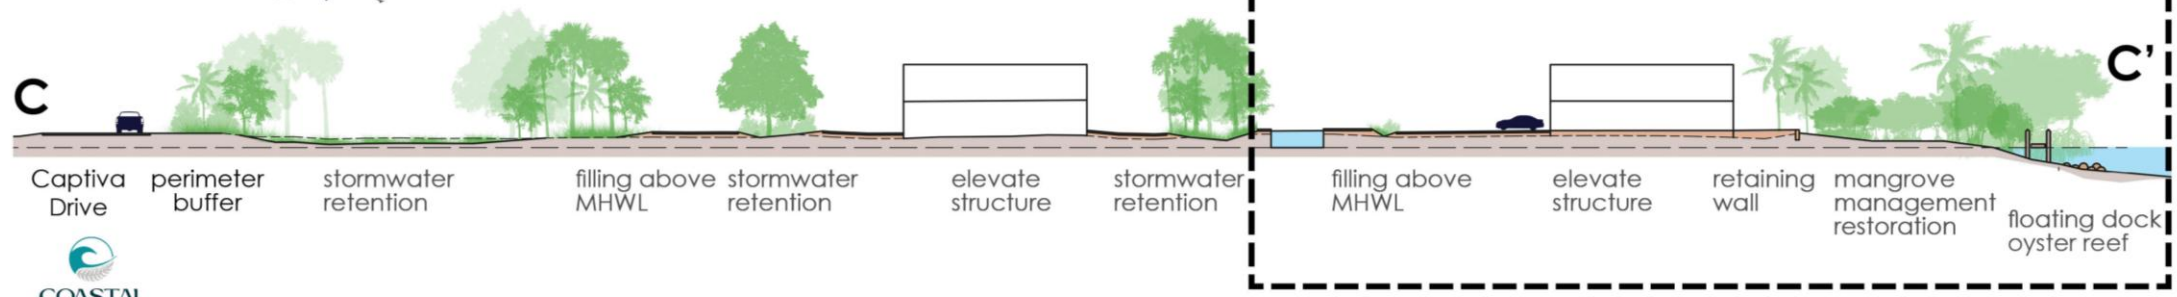 C
C’
Captiva
Drive
perimeter
buffer
stormwater
retention
filling above
MHWL
stormwater
retention
elevate
structure
stormwater
retention
filling above
MHWL
elevate
structure
retaining
wall
mangrove
management
restoration
floating dock
oyster reef
COASTAL